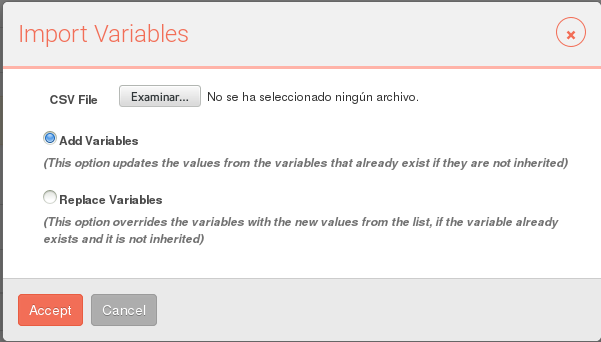 Import Variables
CSV File Examinar... No se ha seleccionado ningún archivo.
Add Variables
(This option updates the values from the variables that already exist if they are not inherited)
Replace Variables
(This option overrides the variables with the new values from the list, if the variable already
exists and it is not inherited)
Accept Cancel